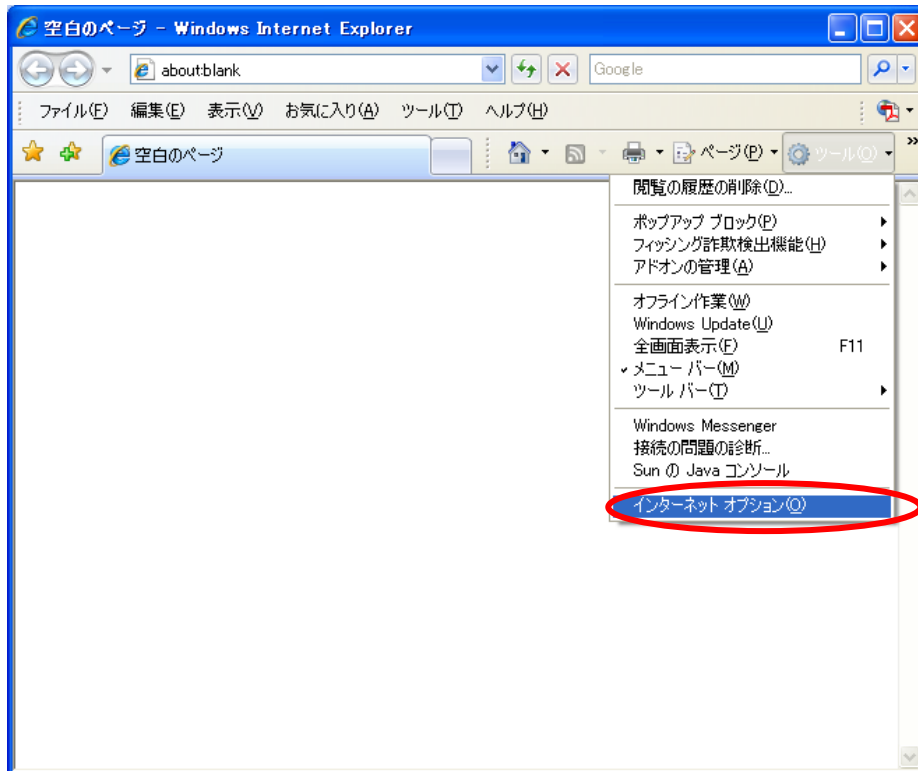 空白のページ - Windows Internet Explorer
about:blank
Google
ファイル(F) 編集(E) 表示(V) お気に入り(A) ツール(T) ヘルプ(H)
空白のページ
ページ(P) ツール(O)
閲覧の履歴の削除(D)...
ポップアップ ブロック(P)
フィッシング詐欺検出機能(H)
アドオンの管理(A)
オフライン作業(W)
Windows Update(U)
全画面表示(F) F11
メニュー バー(M)
ツール バー(T)
Windows Messenger
接続の問題の診断...
Sun の Java コンソール
インターネット オプション(O)